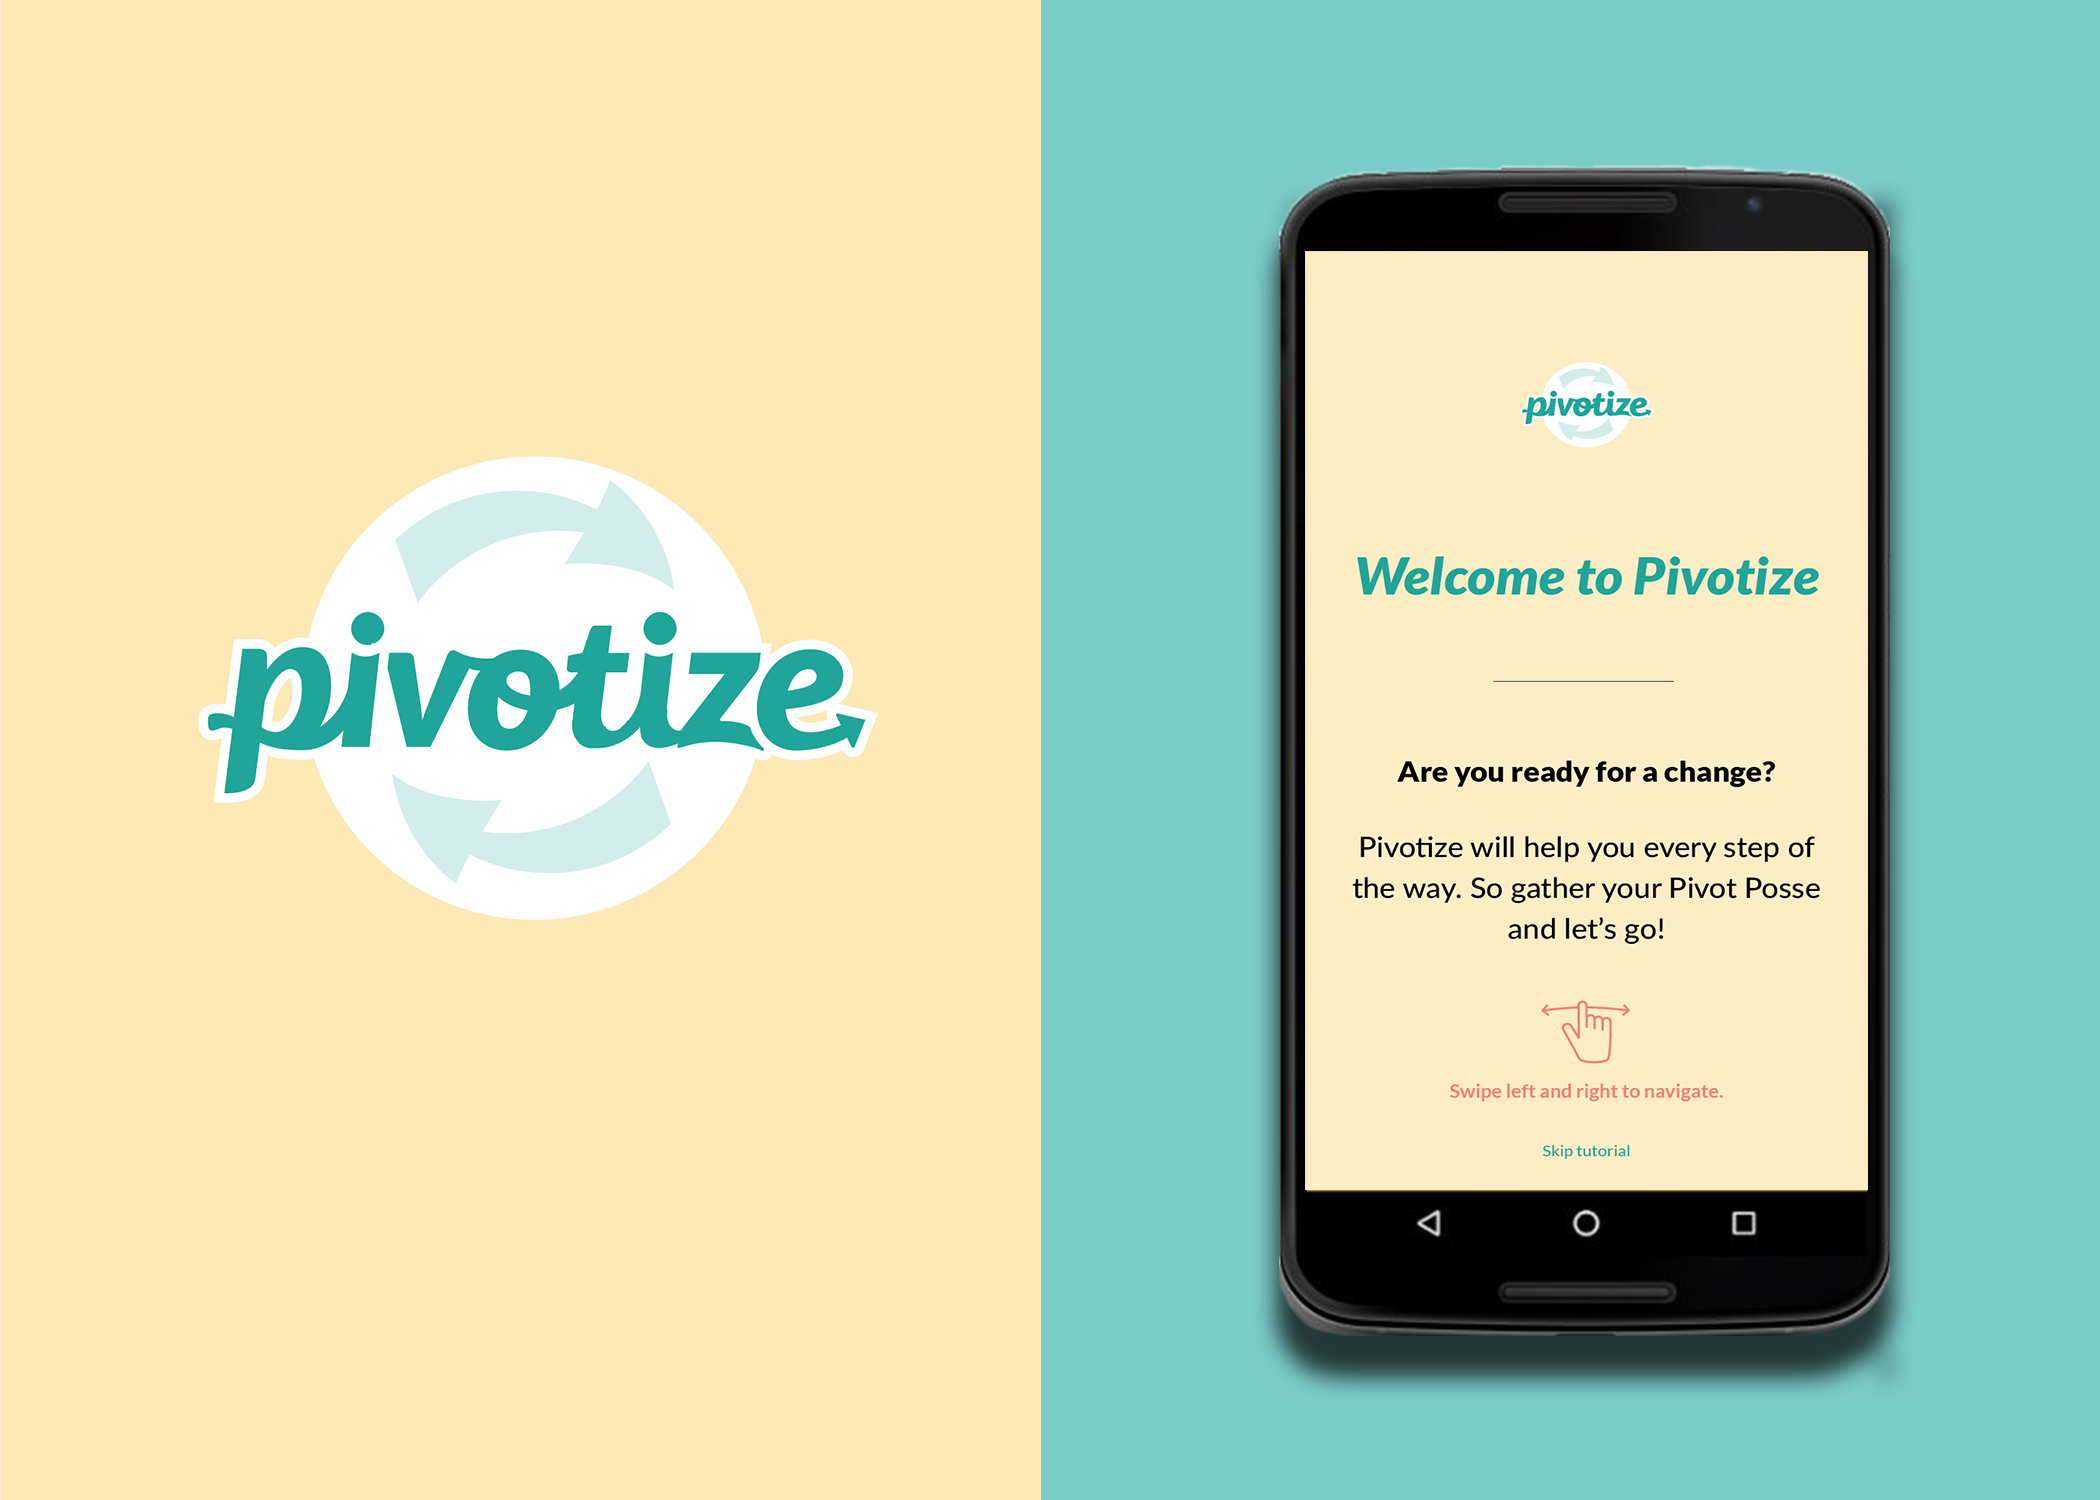 pivotize
pivotize
Welcome to Pivotize
Are you ready for a change?
Pivotize will help you every step of
the way. So gather your Pivot Posse
and let’s go!
Swipe left and right to navigate.
Skip tutorial